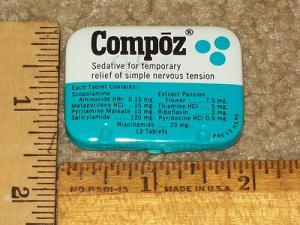 Compōz®
Sedative for temporary
relief of simple nervous tension
Each Tablet Contains:
Scopolamine Extract Passion
Aminoxide HBr 0.15 mg Flower 7.5 mg.
Metapyrilene HCl 15 mg Thiamine HCl 5 mg.
Pyrilamine Maleate 10 mg. Riboflavin 2 mg.
Salicylamide 120 mg. Pyridoxine HCl 0.5 mg
Niacinamide 20 mg.
12 Tablets
PRESS HERE
1
2
NO. 1 MADE IN U.S.A. 2